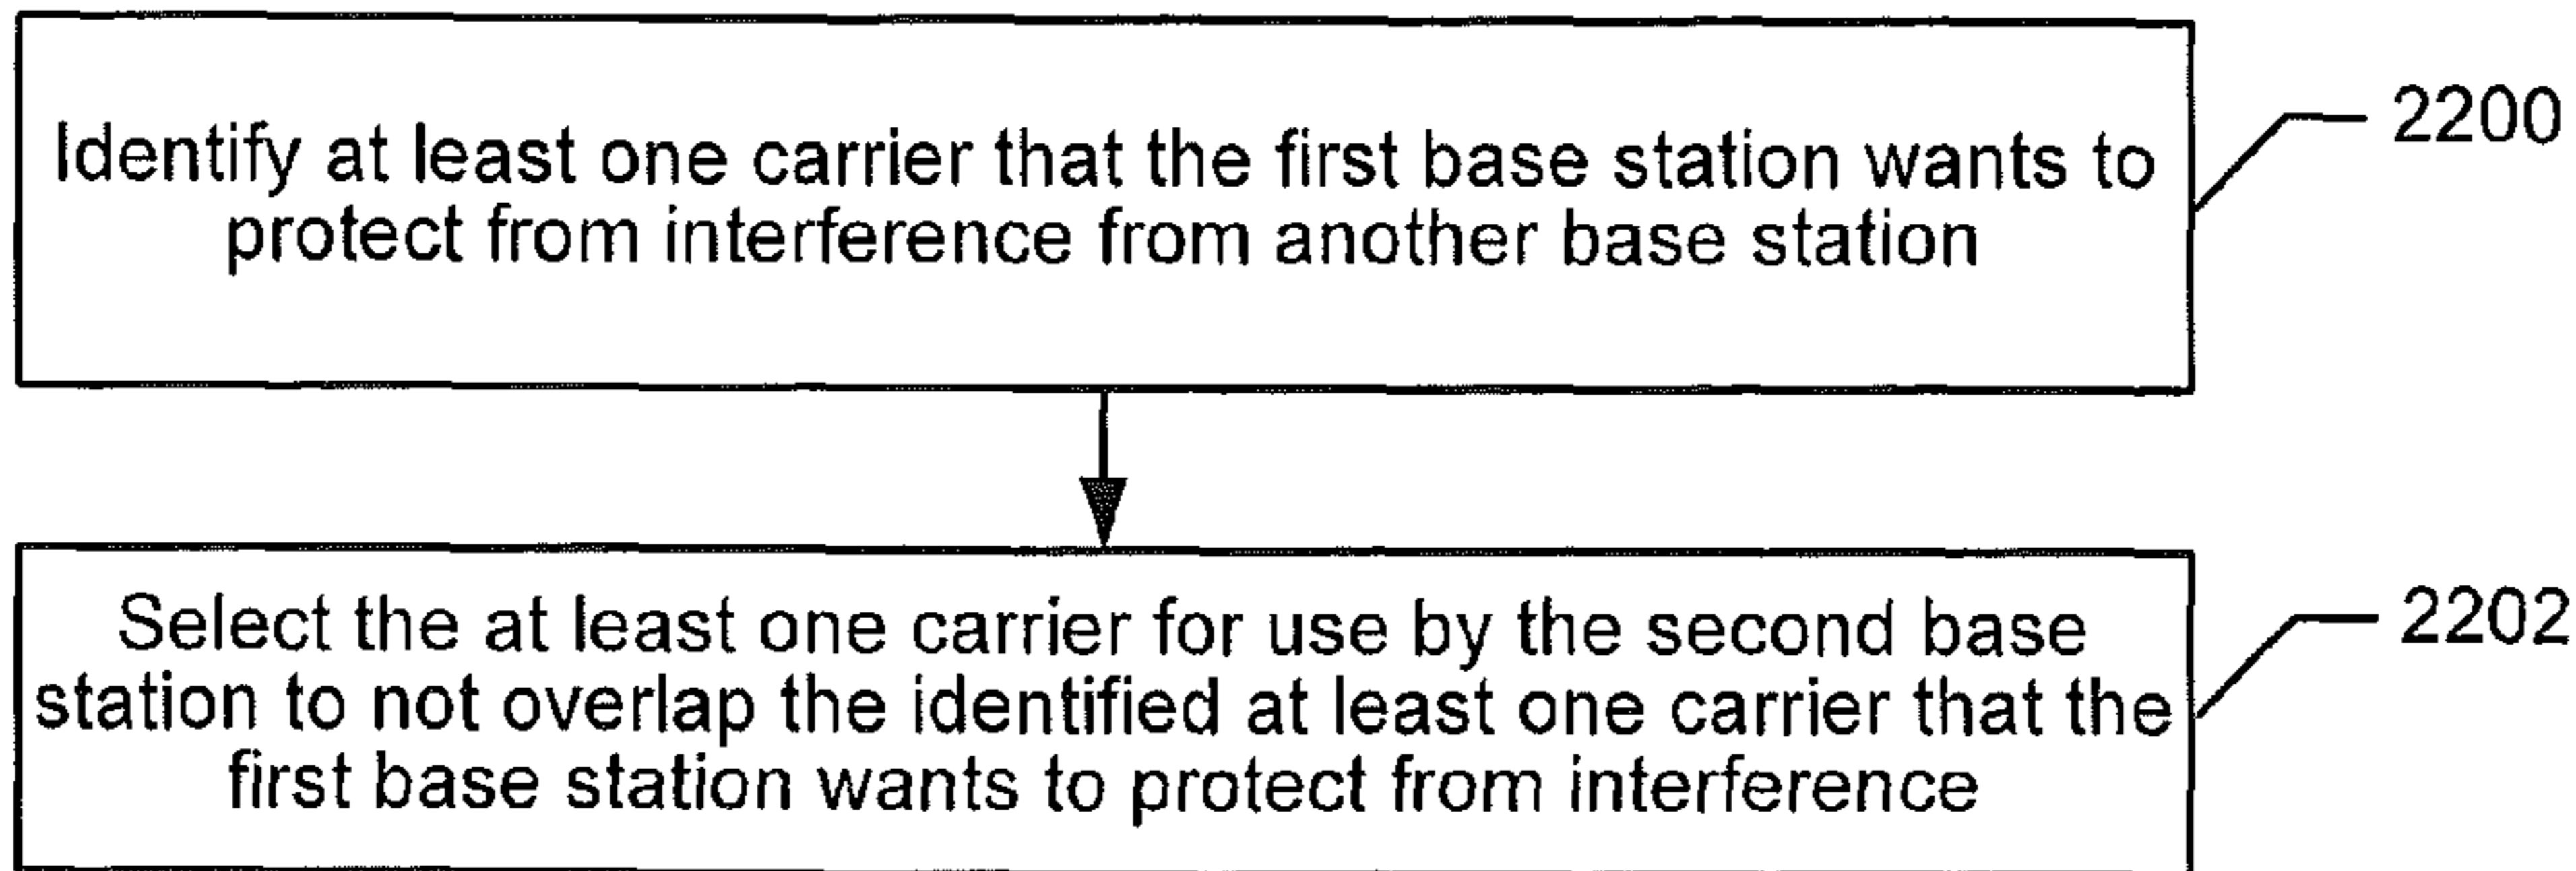 Identify at least one carrier that the first base station wants to
protect from interference from another base station
2200
Select the at least one carrier for use by the second base
station to not overlap the identified at least one carrier that the
first base station wants to protect from interference
2202